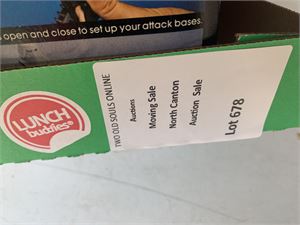 open and close to set up your attack bases.
LUNCH
buddies®
TWO OLD SOULS ONLINE
Auctions
Moving Sale
North Canton
Auction Sale
Lot 678